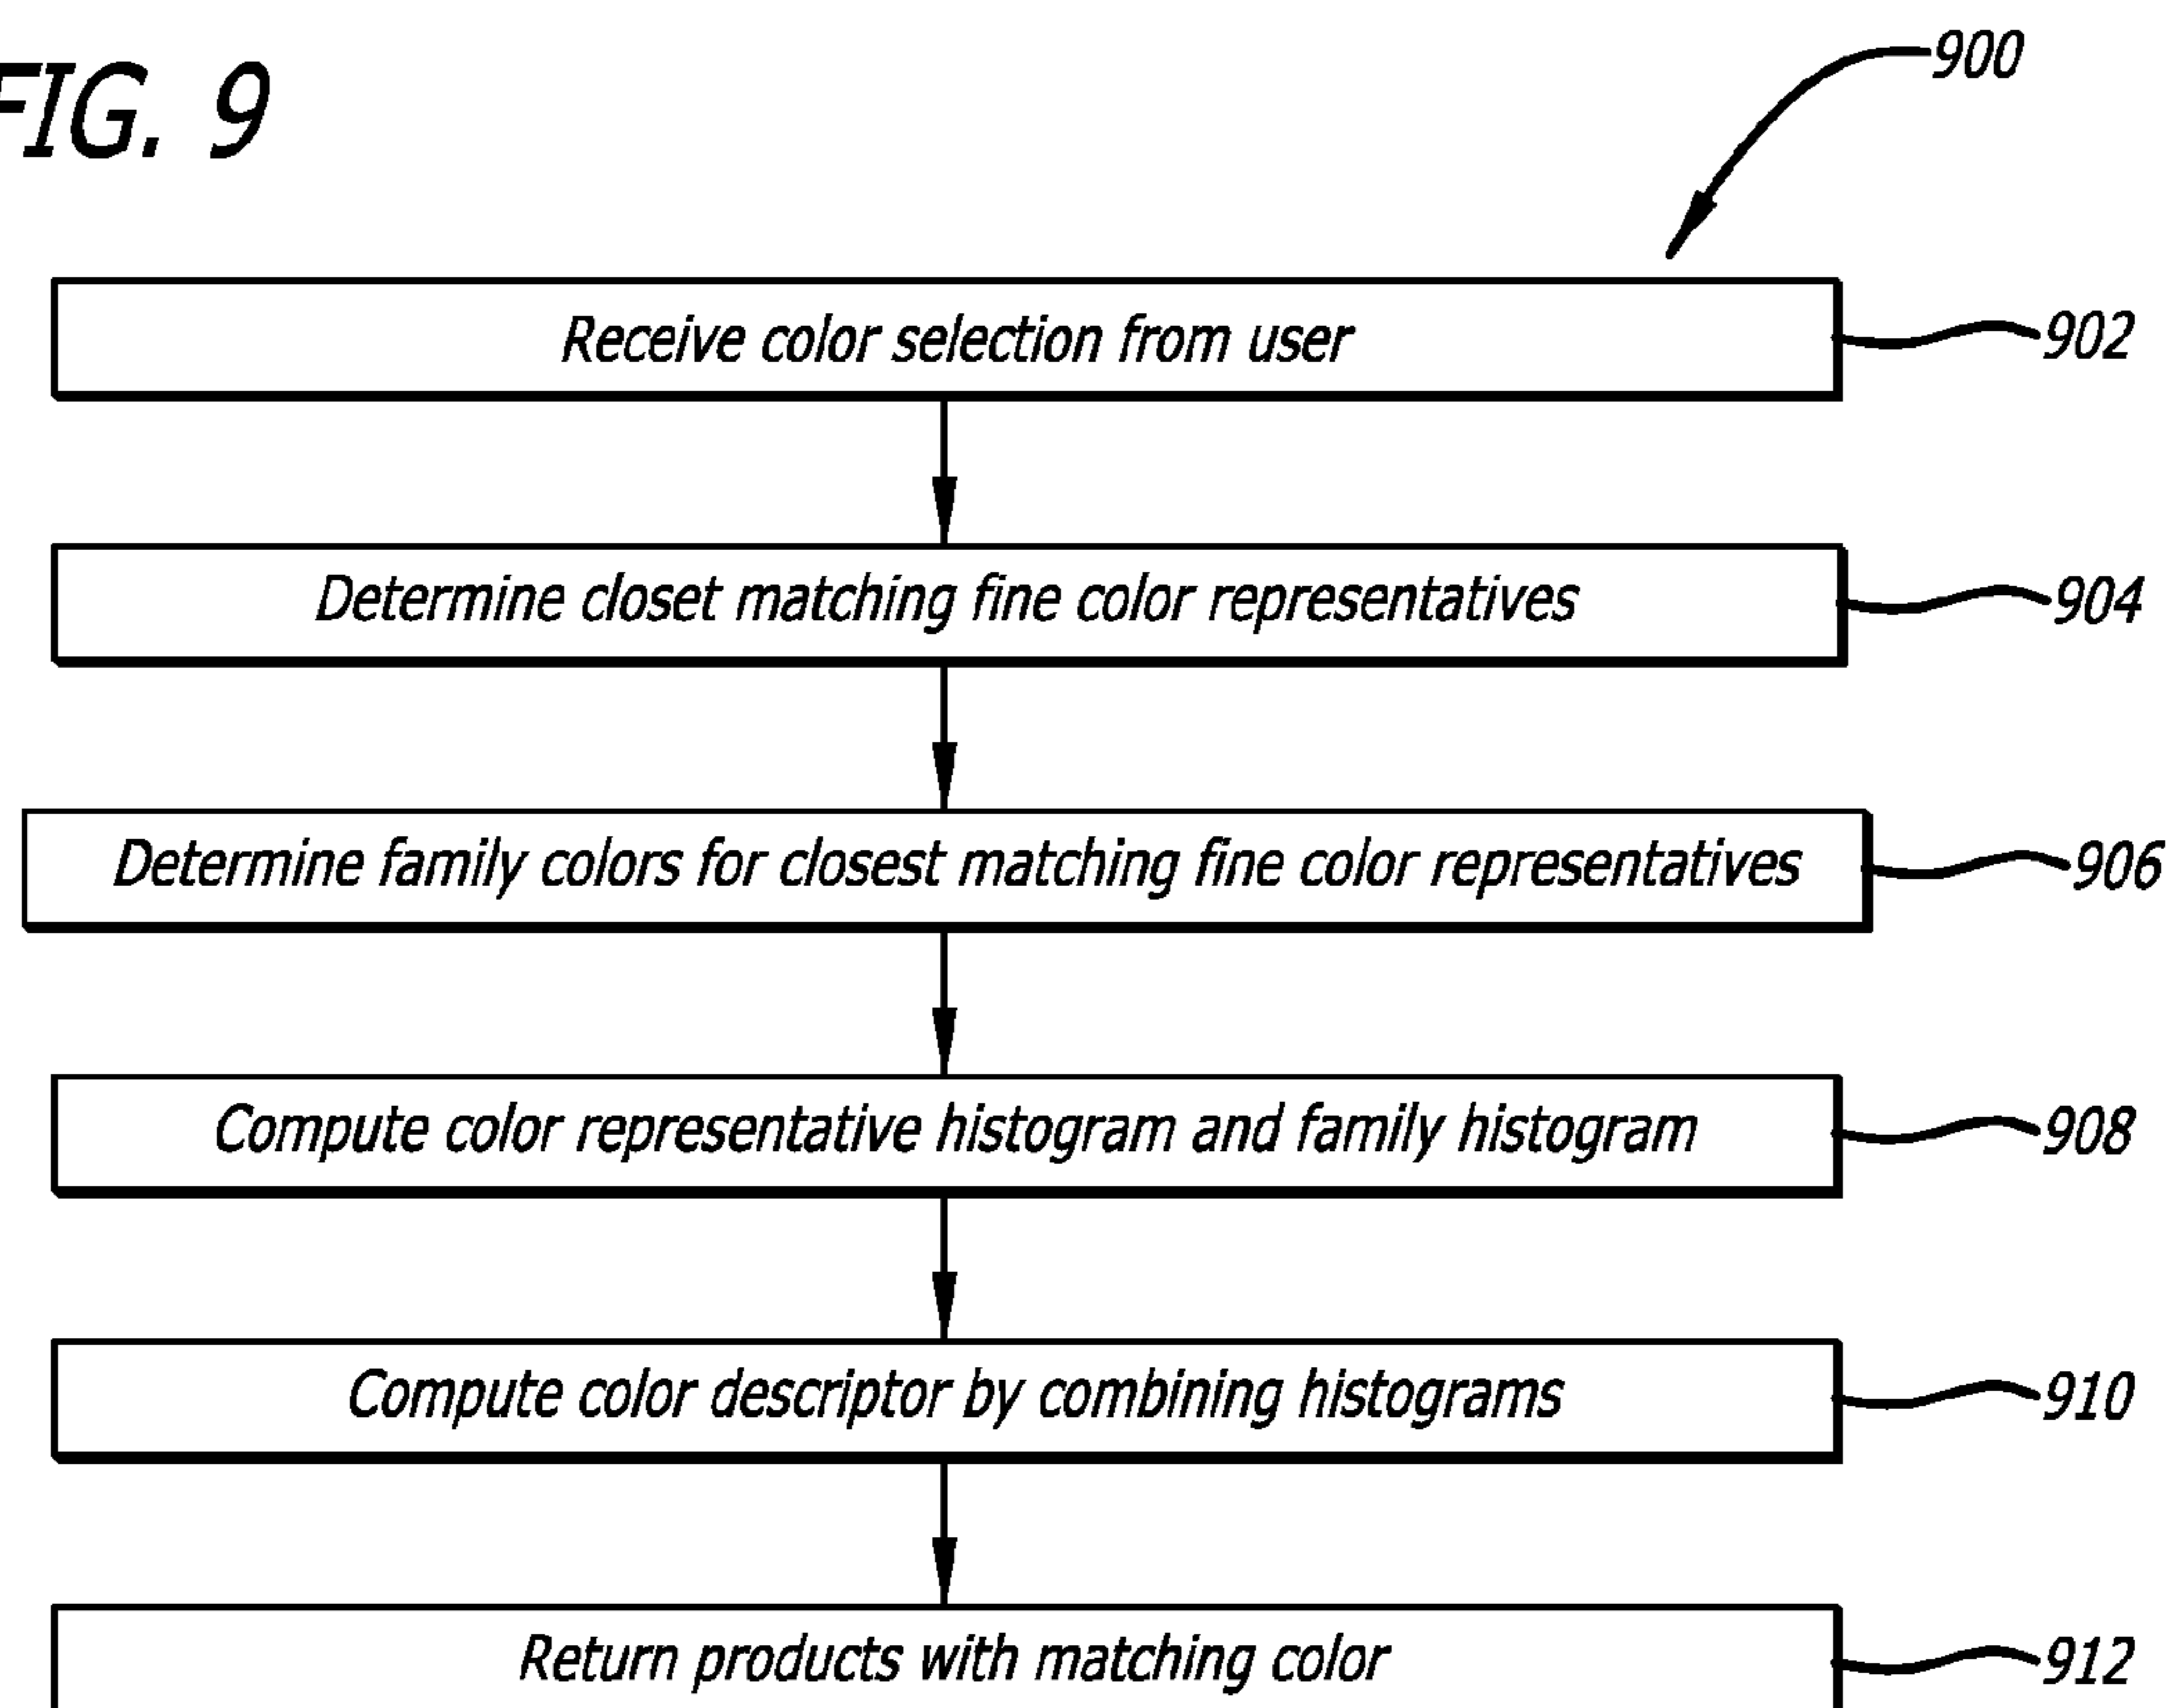 FIG. 9
900
Receive color selection from user
902
Determine closet matching fine color representatives
904
Determine family colors for closest matching fine color representatives
906
Compute color representative histogram and family histogram
908
Compute color descriptor by combining histograms
910
Return products with matching color
912